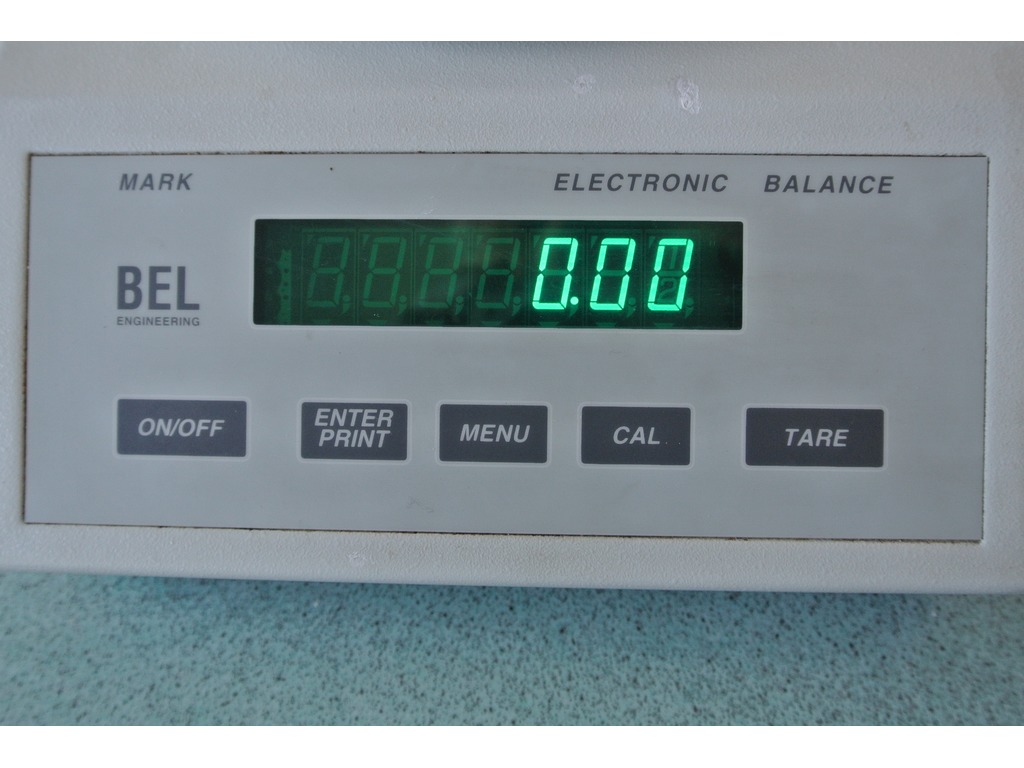 MARK
ELECTRONIC BALANCE
BEL
ENGINEERING
0.00
ON/OFF
ENTER
PRINT
MENU
CAL
TARE